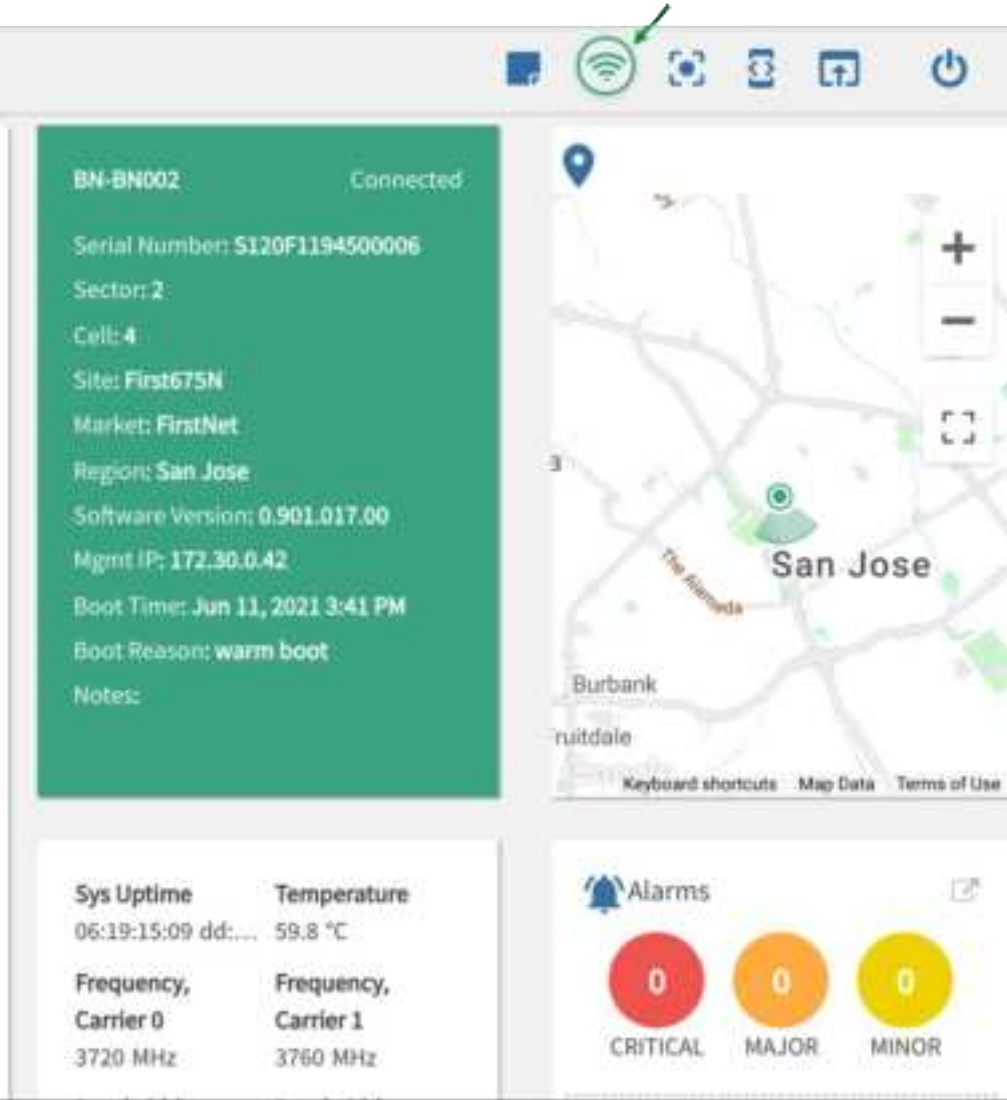 BN-BN002
Connected
Serial Number: S120F1194500006
Sector: 2
Cell: 4
Site: First675N
Market: FirstNet
Region: San Jose
Software Version: 0.901.017.00
Mgmt IP: 172.30.0.42
Boot Time: Jun 11, 2021 3:41 PM
Boot Reason: warm boot
Notes:
3
San Jose
The Alameda
Burbank
ruitdale
Keyboard shortcuts Map Data Terms of Use
Sys Uptime Temperature
06:19:15:09 dd:... 59.8 °C
Frequency, Frequency,
Carrier 0 Carrier 1
3720 MHz 3760 MHz
Alarms
0 0 0
CRITICAL MAJOR MINOR